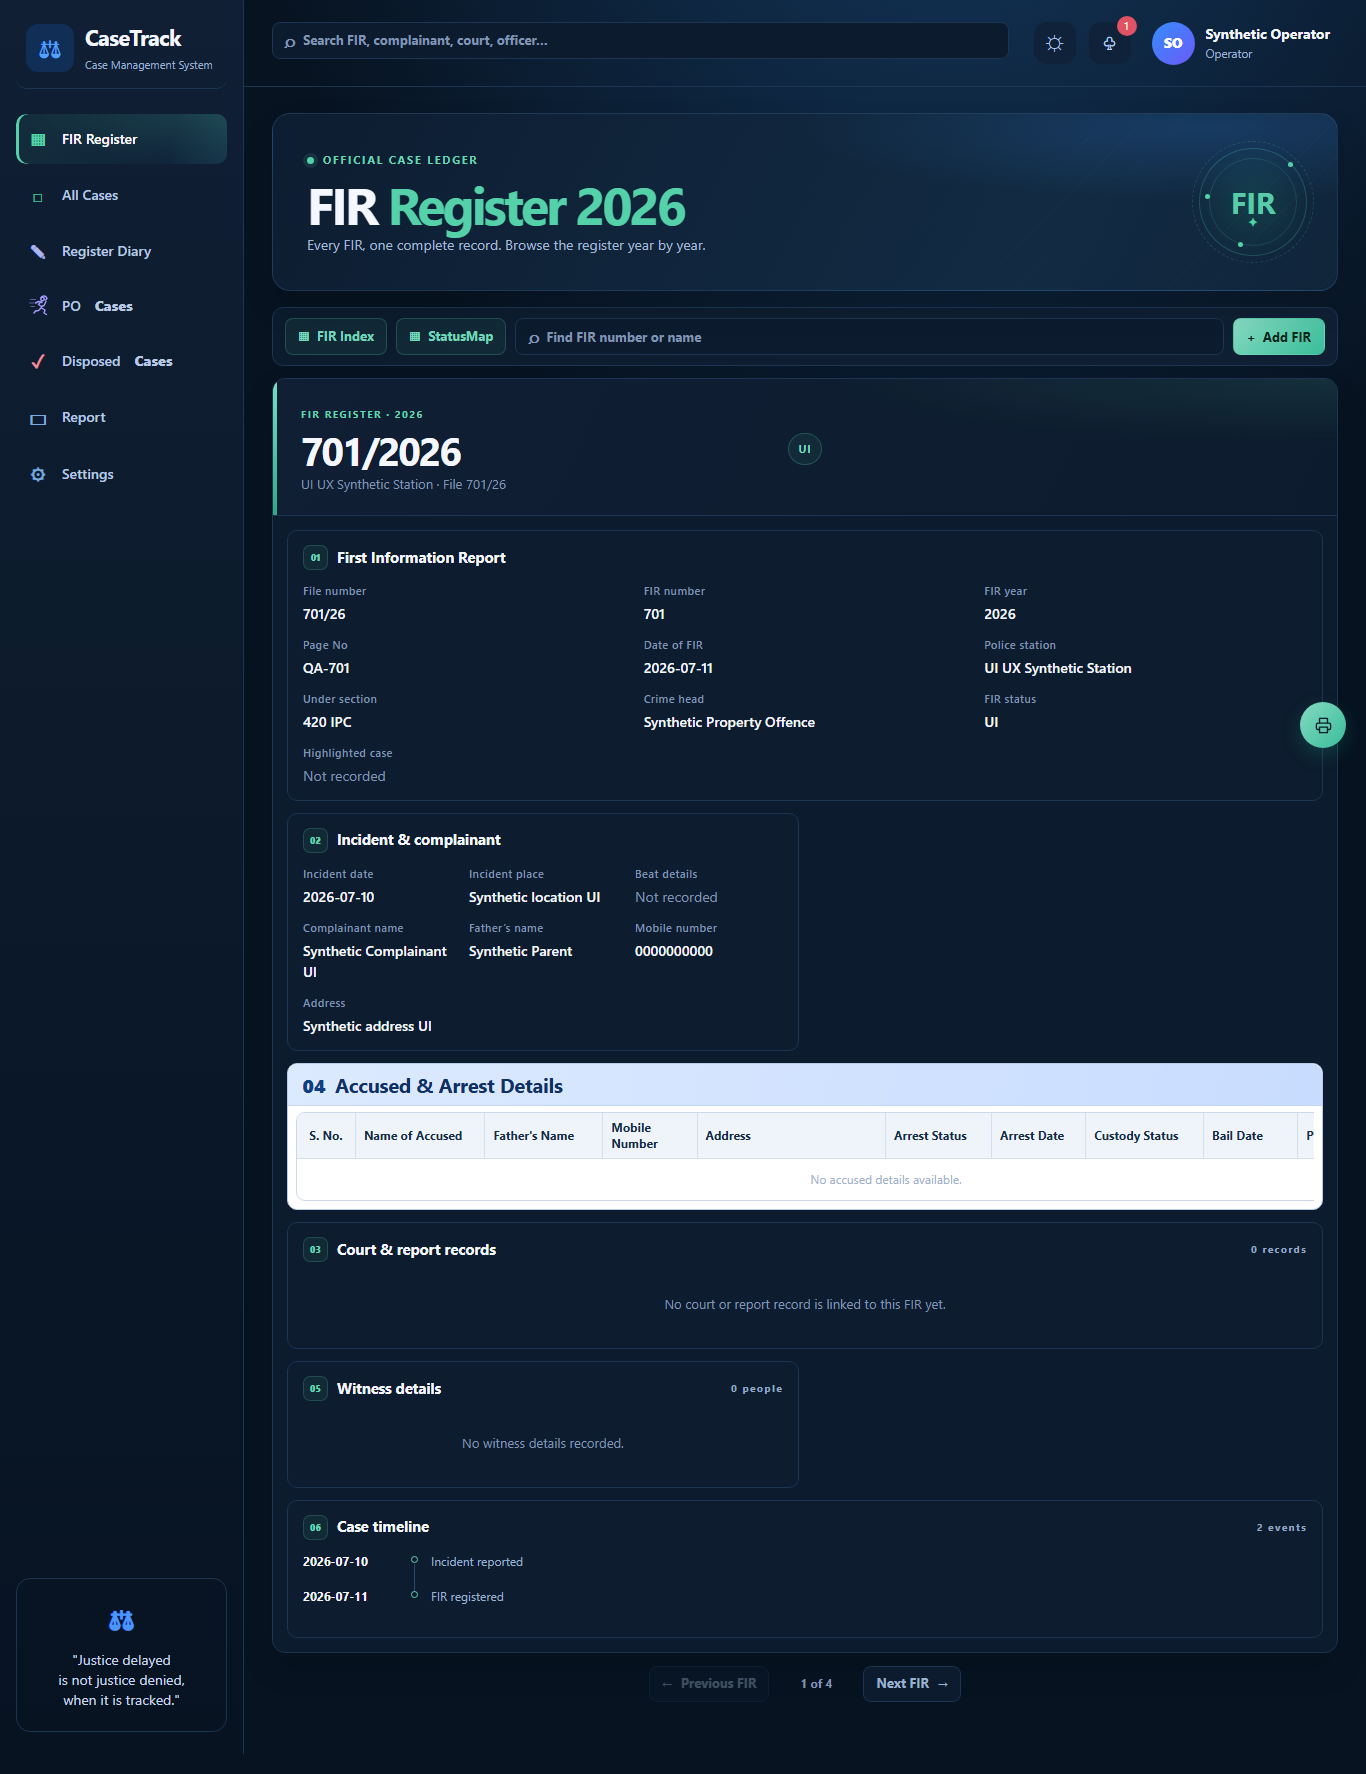 CaseTrack
Case Management System
FIR Register
All Cases
Register Diary
PO Cases
Disposed Cases
Report
Settings
"Justice delayed
is not justice denied,
when it is tracked."
Search FIR, complainant, court, officer...
1
SO
Synthetic Operator
Operator
OFFICIAL CASE LEDGER
FIR Register 2026
Every FIR, one complete record. Browse the register year by year.
FIR
FIR Index
StatusMap
Find FIR number or name
+ Add FIR
FIR REGISTER · 2026
701/2026
UI UX Synthetic Station · File 701/26
UI
01 First Information Report
File number FIR number FIR year
701/26 701 2026
Page No Date of FIR Police station
QA-701 2026-07-11 UI UX Synthetic Station
Under section Crime head FIR status
420 IPC Synthetic Property Offence UI
Highlighted case
Not recorded
02 Incident & complainant
Incident date Incident place Beat details
2026-07-10 Synthetic location UI Not recorded
Complainant name Father's name Mobile number
Synthetic Complainant UI Synthetic Parent 0000000000
Address
Synthetic address UI
04 Accused & Arrest Details
S. No. Name of Accused Father's Name Mobile Number Address Arrest Status Arrest Date Custody Status Bail Date P
No accused details available.
03 Court & report records 0 records
No court or report record is linked to this FIR yet.
05 Witness details 0 people
No witness details recorded.
06 Case timeline 2 events
2026-07-10 Incident reported
2026-07-11 FIR registered
← Previous FIR 1 of 4 Next FIR →